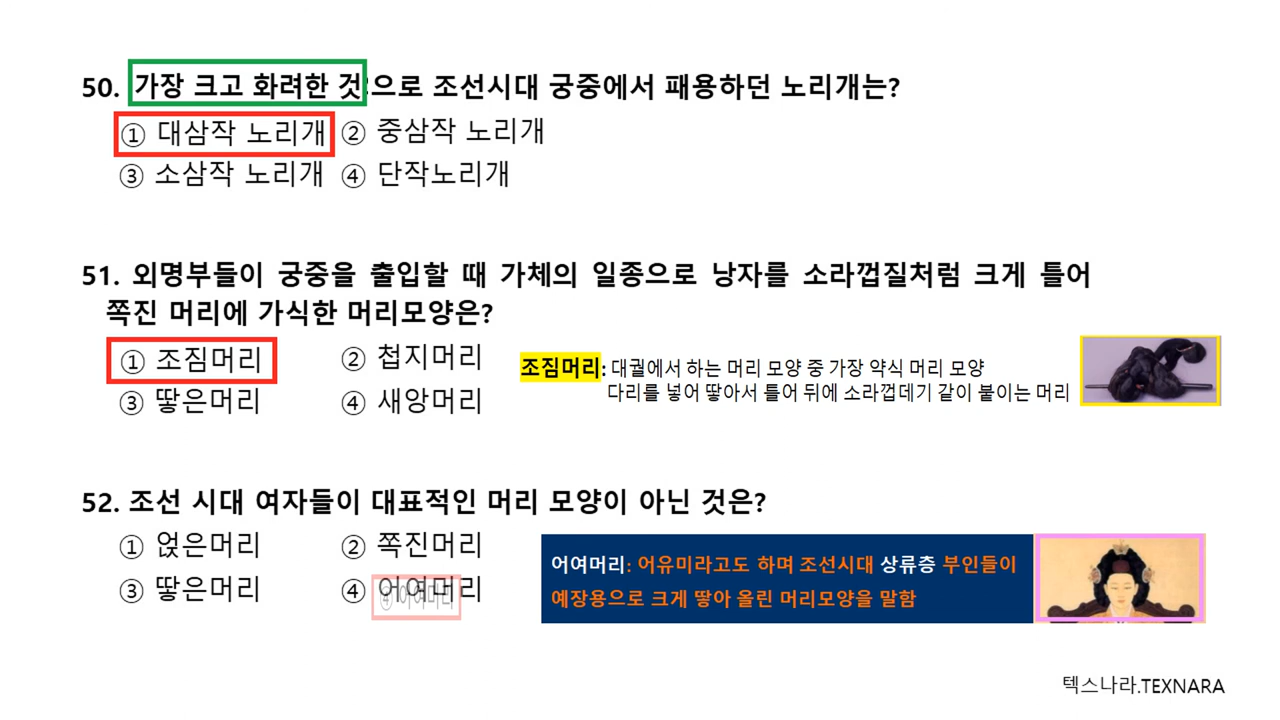 50. 가장 크고 화려한 것으로 조선시대 궁중에서 패용하던 노리개는?
① 대삼작 노리개 ② 중삼작 노리개
③ 소삼작 노리개 ④ 단작노리개
51. 외명부들이 궁중을 출입할 때 가체의 일종으로 낭자를 소라껍질처럼 크게 틀어
쪽진 머리에 가식한 머리모양은?
① 조짐머리 ② 첩지머리
③ 땋은머리 ④ 새앙머리
조짐머리: 대궐에서 하는 머리 모양 중 가장 약식 머리 모양
다리를 넣어 땋아서 틀어 뒤에 소라껍데기 같이 붙이는 머리
52. 조선 시대 여자들이 대표적인 머리 모양이 아닌 것은?
① 얹은머리 ② 쪽진머리
③ 땋은머리 ④ 어여머리
④ 어여머리
어여머리: 어유미라고도 하며 조선시대 상류층 부인들이
예장용으로 크게 땋아 올린 머리모양을 말함
텍스나라.TEXNARA